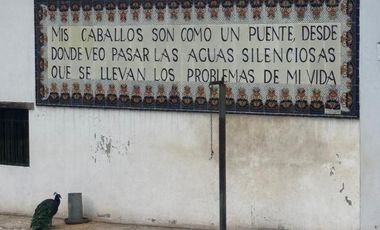 MIS CABALLOS SON COMO UN PUENTE, DESDE
DONDE VEO PASAR LAS AGUAS SILENCIOSAS
QUE SE LLEVAN LOS PROBLEMAS DE MI VIDA